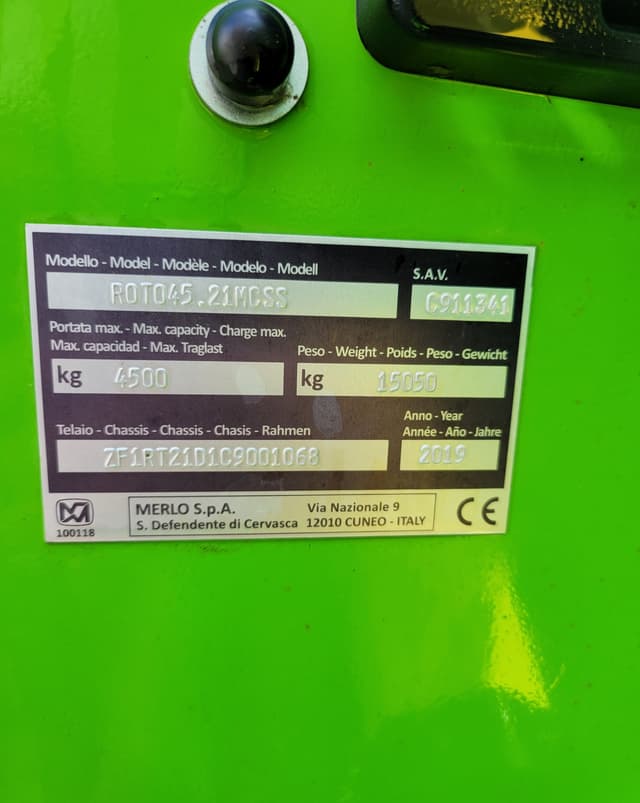 Modello - Model - Modèle - Modelo - Modell
S.A.V.
ROTO45.21MCSS
C911341
Portata max. - Max. capacity - Charge max.
Max. capacidad - Max. Traglast
Peso - Weight - Poids - Peso - Gewicht
kg 4500
kg 15050
Telaio - Chassis - Chassis - Chasis - Rahmen
Anno - Year
Année - Año - Jahre
ZF1RT21D1C9001068
2019
100118
MERLO S.p.A.
S. Defendente di Cervasca
Via Nazionale 9
12010 CUNEO - ITALY
CE